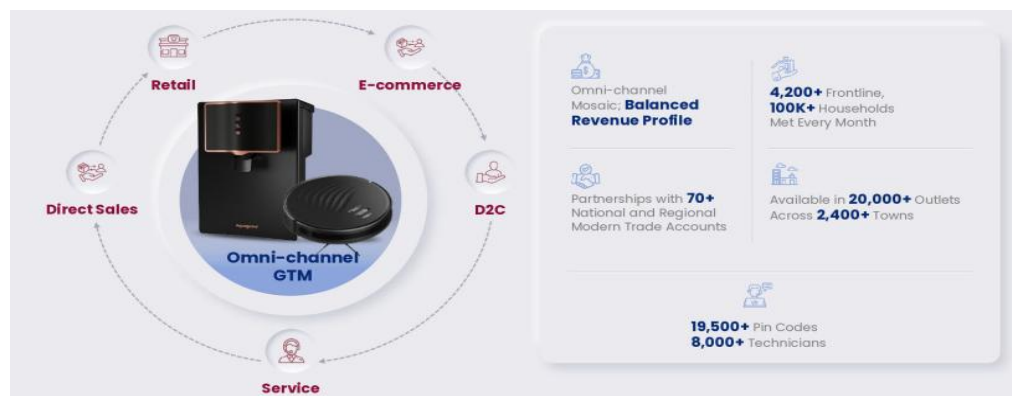 Retail
E-commerce
Direct Sales
D2C
Omni-channel
GTM
Service
Omni-channel
Mosaic; Balanced
Revenue Profile
4,200+ Frontline,
100K+ Households
Met Every Month
Partnerships with 70+
National and Regional
Modern Trade Accounts
Available in 20,000+ Outlets
Across 2,400+ Towns
19,500+ Pin Codes
8,000+ Technicians